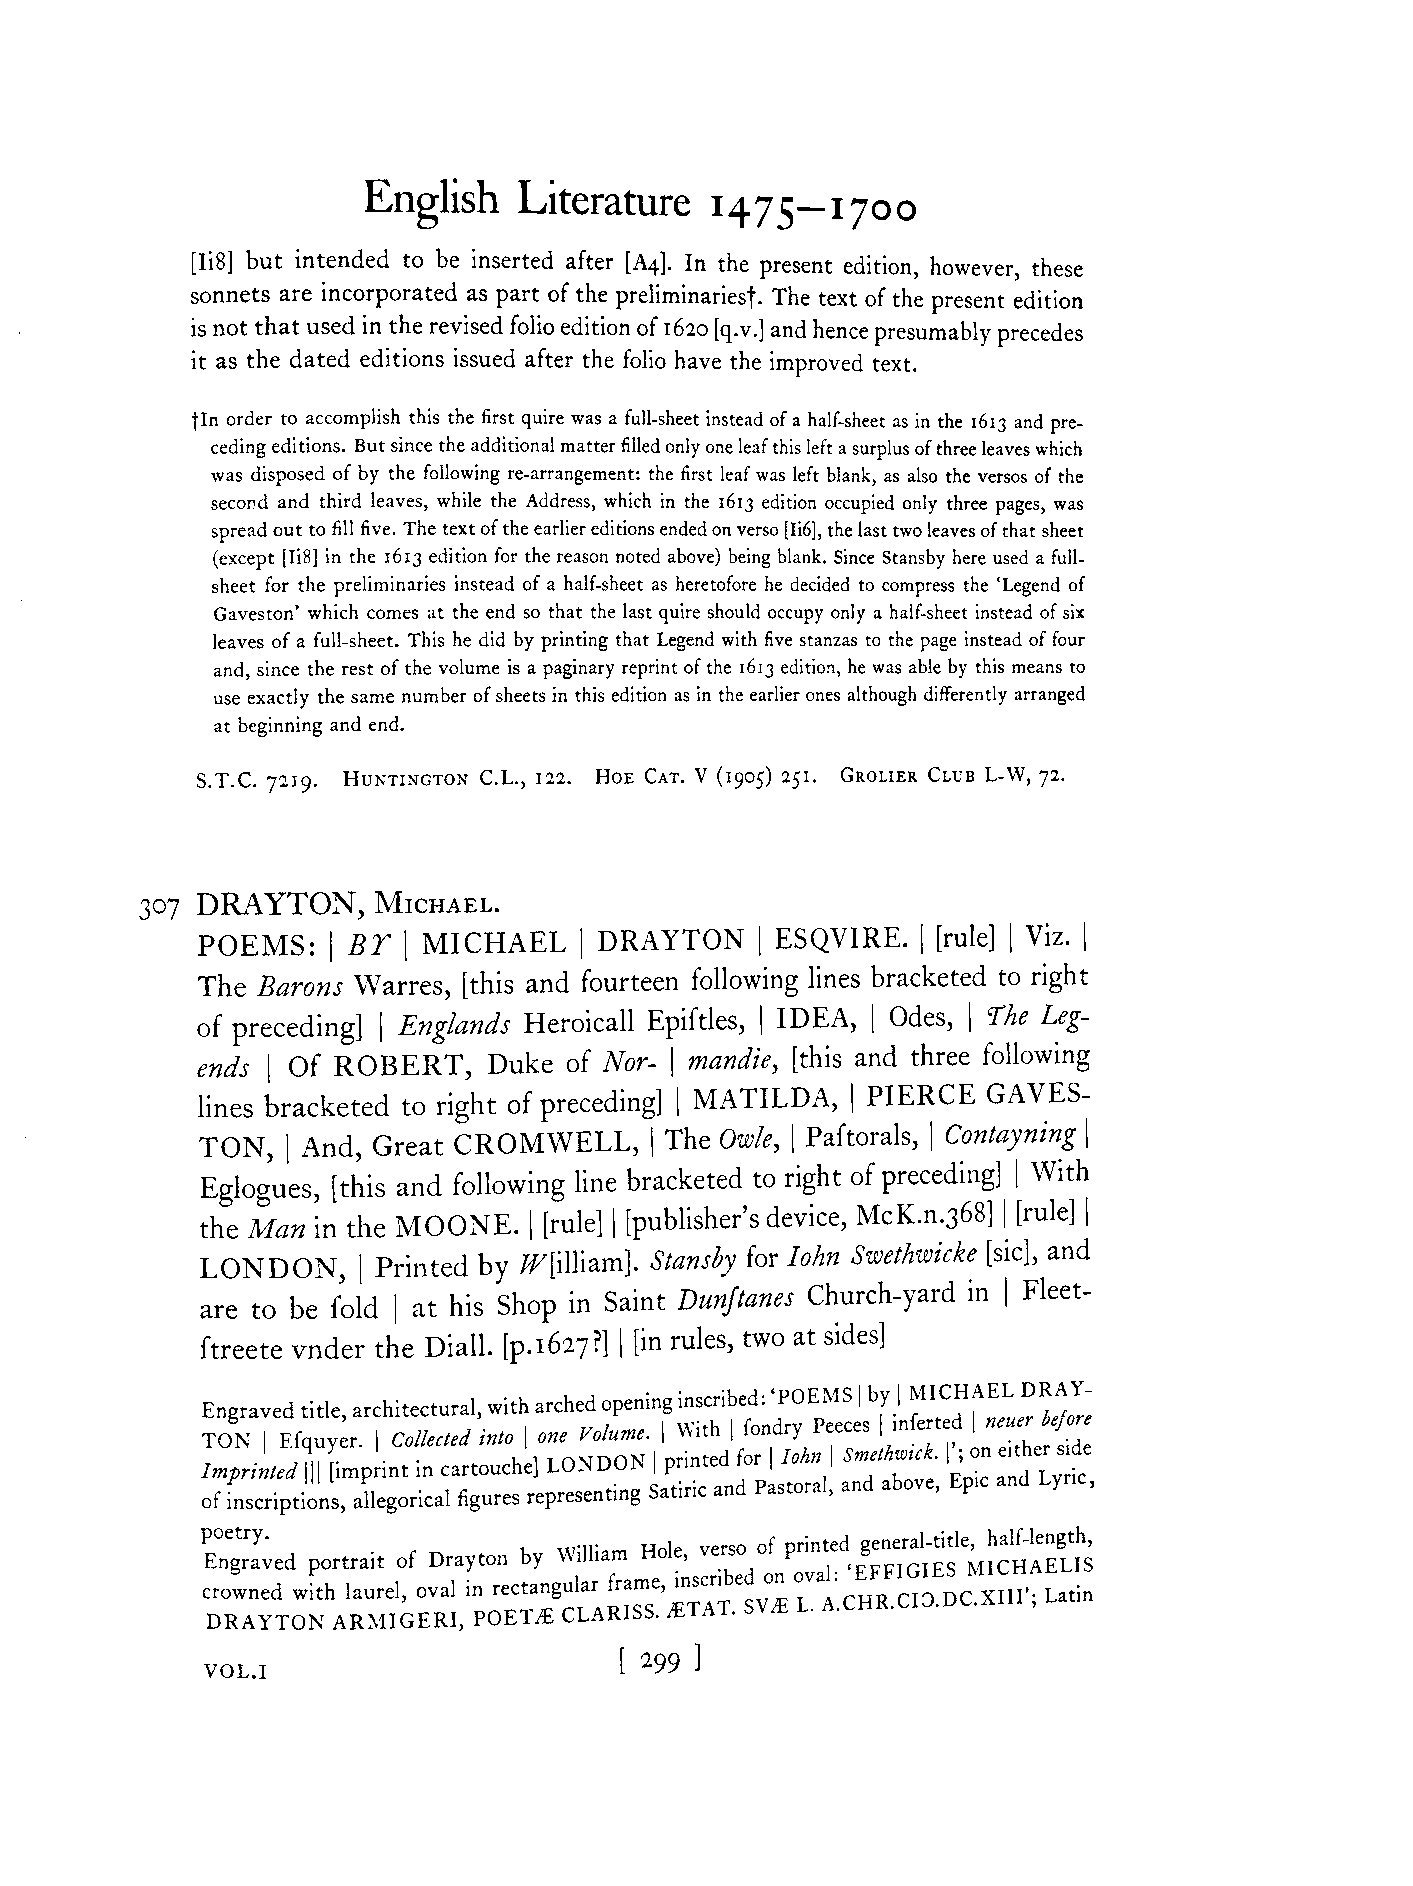 English Literature 1475–1700
[Ii8] but intended to be inserted after [A4]. In the present edition, however, these
sonnets are incorporated as part of the preliminaries†. The text of the present edition
is not that used in the revised folio edition of 1620 [q.v.] and hence presumably precedes
it as the dated editions issued after the folio have the improved text.
†In order to accomplish this the first quire was a full-sheet instead of a half-sheet as in the 1613 and pre-
ceding editions. But since the additional matter filled only one leaf this left a surplus of three leaves which
was disposed of by the following re-arrangement: the first leaf was left blank, as also the versos of the
second and third leaves, while the Address, which in the 1613 edition occupied only three pages, was
spread out to fill five. The text of the earlier editions ended on verso [Ii6], the last two leaves of that sheet
(except [Ii8] in the 1613 edition for the reason noted above) being blank. Since Stansby here used a full-
sheet for the preliminaries instead of a half-sheet as heretofore he decided to compress the 'Legend of
Gaveston' which comes at the end so that the last quire should occupy only a half-sheet instead of six
leaves of a full-sheet. This he did by printing that Legend with five stanzas to the page instead of four
and, since the rest of the volume is a paginary reprint of the 1613 edition, he was able by this means to
use exactly the same number of sheets in this edition as in the earlier ones although differently arranged
at beginning and end.
S.T.C. 7219. HUNTINGTON C.L., 122. HOE CAT. V (1905) 251. GROLIER CLUB L-W, 72.
307 DRAYTON, MICHAEL.
POEMS: | BY | MICHAEL | DRAYTON | ESQVIRE. | [rule] | Viz. |
The Barons Warres, [this and fourteen following lines bracketed to right
of preceding] | Englands Heroicall Epiſtles, | IDEA, | Odes, | The Leg-
ends | Of ROBERT, Duke of Nor- | mandie, [this and three following
lines bracketed to right of preceding] | MATILDA, | PIERCE GAVES-
TON, | And, Great CROMWELL, | The Owle, | Paſtorals, | Contayning |
Eglogues, [this and following line bracketed to right of preceding] | With
the Man in the MOONE. | [rule] | [publisher's device, McK.n.368] | [rule] |
LONDON, | Printed by W[illiam]. Stansby for Iohn Swethwicke [sic], and
are to be ſold | at his Shop in Saint Dunſtanes Church-yard in | Fleet-
ſtreete vnder the Diall. [p.1627?] | [in rules, two at sides]
Engraved title, architectural, with arched opening inscribed: 'POEMS | by | MICHAEL DRAY-
TON | Eſquyer. | Collected into | one Volume. | With | ſondry Peeces | inſerted | neuer before
Imprinted ||| [imprint in cartouche] LONDON | printed for | Iohn | Smethwick. |'; on either side
of inscriptions, allegorical figures representing Satiric and Pastoral, and above, Epic and Lyric,
poetry.
Engraved portrait of Drayton by William Hole, verso of printed general-title, half-length,
crowned with laurel, oval in rectangular frame, inscribed on oval: 'EFFIGIES MICHAELIS
DRAYTON ARMIGERI, POETÆ CLARISS. ÆTAT. SVÆ L. A.CHR.CIƆ.DC.XIII'; Latin
VOL.I [ 299 ]